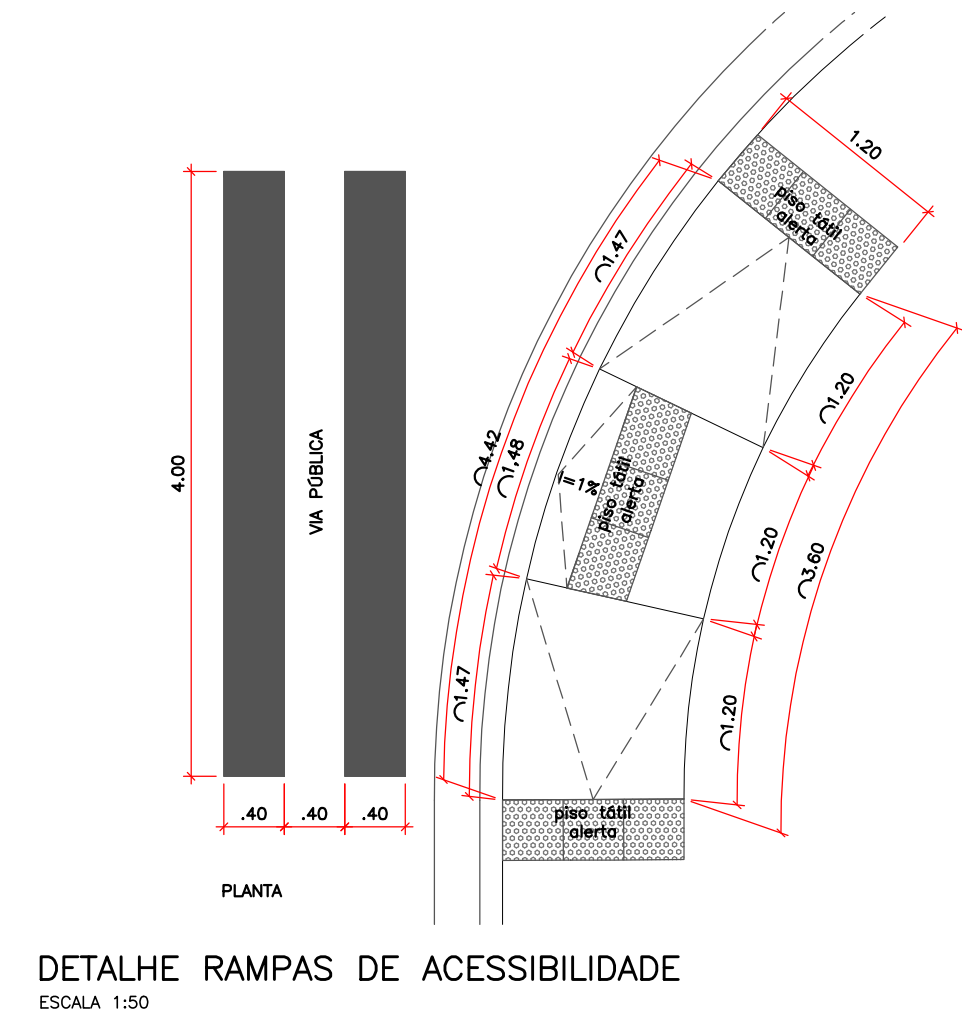 1.20
piso tátil
alerta
1.47
4.00
VIA PÚBLICA
1.20
4.42
1,48
i=1%
piso tátil
alerta
1.20
3.60
1.47
1.20
.40 .40 .40
piso tátil
alerta
PLANTA
DETALHE RAMPAS DE ACESSIBILIDADE
ESCALA 1:50